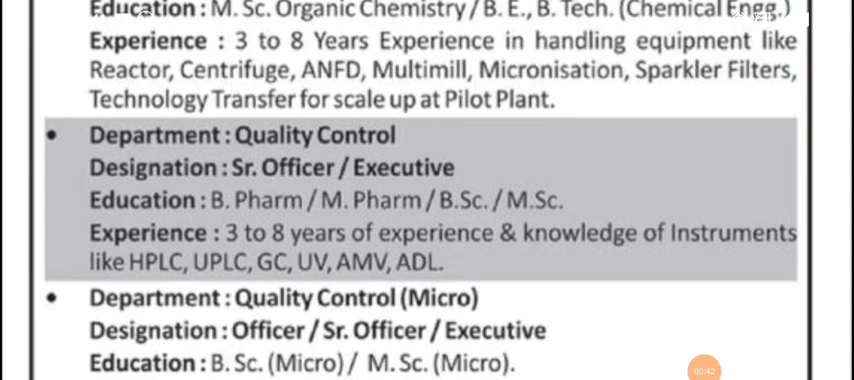 Education : M. Sc. Organic Chemistry / B. E., B. Tech. (Chemical Engg.)
Experience : 3 to 8 Years Experience in handling equipment like
Reactor, Centrifuge, ANFD, Multimill, Micronisation, Sparkler Filters,
Technology Transfer for scale up at Pilot Plant.
• Department : Quality Control
Designation : Sr. Officer / Executive
Education : B. Pharm / M. Pharm / B.Sc. / M.Sc.
Experience : 3 to 8 years of experience & knowledge of Instruments
like HPLC, UPLC, GC, UV, AMV, ADL.
• Department : Quality Control (Micro)
Designation : Officer / Sr. Officer / Executive
Education : B. Sc. (Micro) / M. Sc. (Micro).
00:42